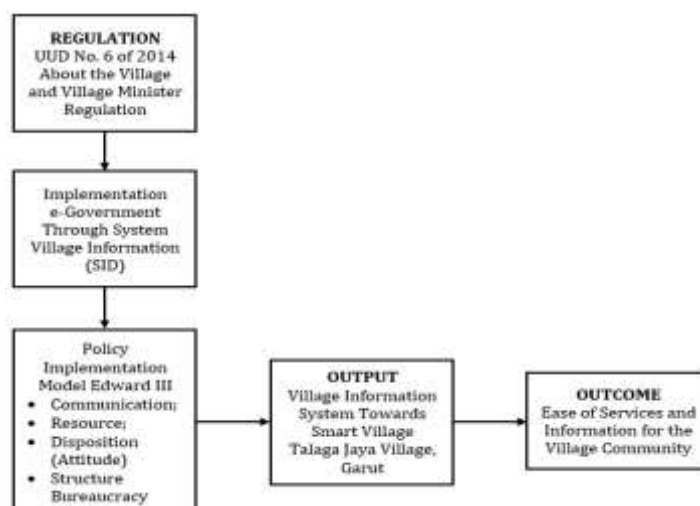 REGULATION
UUD No. 6 of 2014
About the Village
and Village Minister
Regulation
Implementation
e-Government
Through System
Village Information
(SID)
Policy
Implementation
Model Edward III
• Communication;
• Resource;
• Disposition
(Attitude)
• Structure
Bureaucracy
OUTPUT
Village Information
System Towards
Smart Village
Talaga Jaya Village,
Garut
OUTCOME
Ease of Services and
Information for the
Village Community